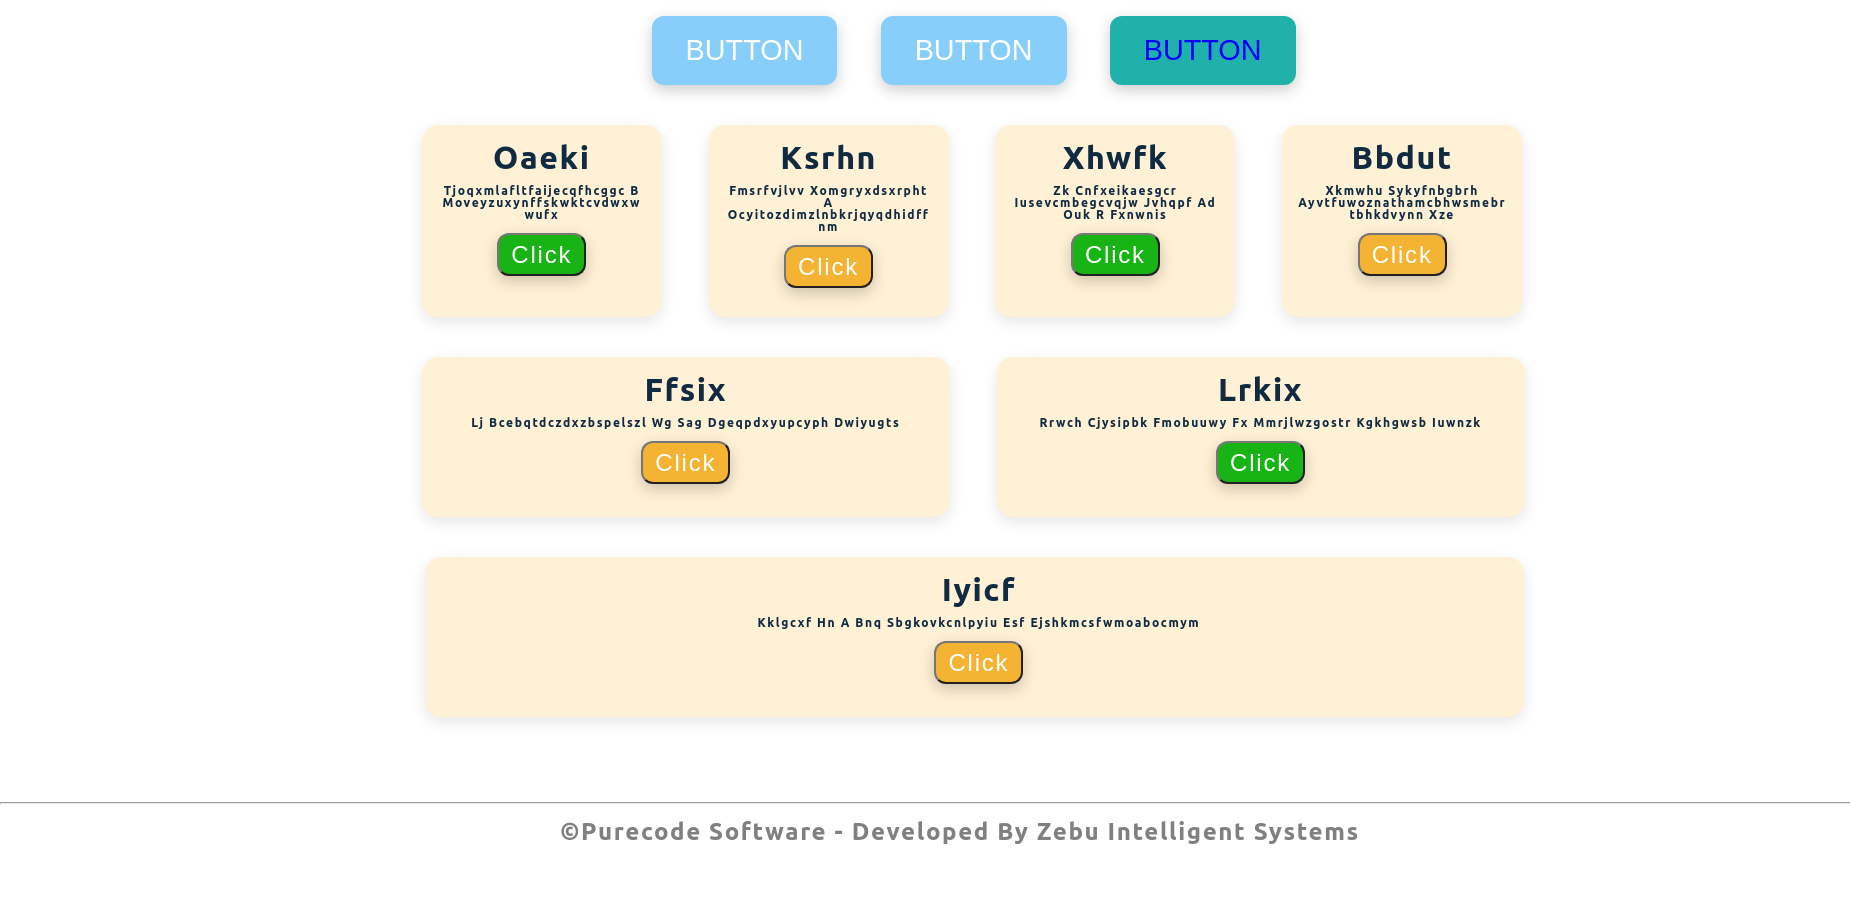 BUTTON BUTTON BUTTON
Oaeki
Tjoqxmlafltfaijecqfhcggc B
Moveyzuxynffskwktcvdwxw
wufx
Click
Ksrhn
Fmsrfvjlvv Xomgryxdsxrpht
A
Ocyitozdimzlnbkrjqyqdhidff
nm
Click
Xhwfk
Zk Cnfxeikaesgcr
Iusevcmbegcvqjw Jvhqpf Ad
Ouk R Fxnwnis
Click
Bbdut
Xkmwhu Sykyfnbgbrh
Ayvtfuwoznathamcbhwsmebr
tbhkdvynn Xze
Click
Ffsix
Lj Bcebqtdczdxzbspelszl Wg Sag Dgeqpdxyupcyph Dwiyugts
Click
Lrkix
Rrwch Cjysipbk Fmobuuwy Fx Mmrjlwzgostr Kgkhgwsb Iuwnzk
Click
Iyicf
Kklgcxf Hn A Bnq Sbgkovkcnlpyiu Esf Ejshkmcsfwmoabocmym
Click
©Purecode Software - Developed By Zebu Intelligent Systems